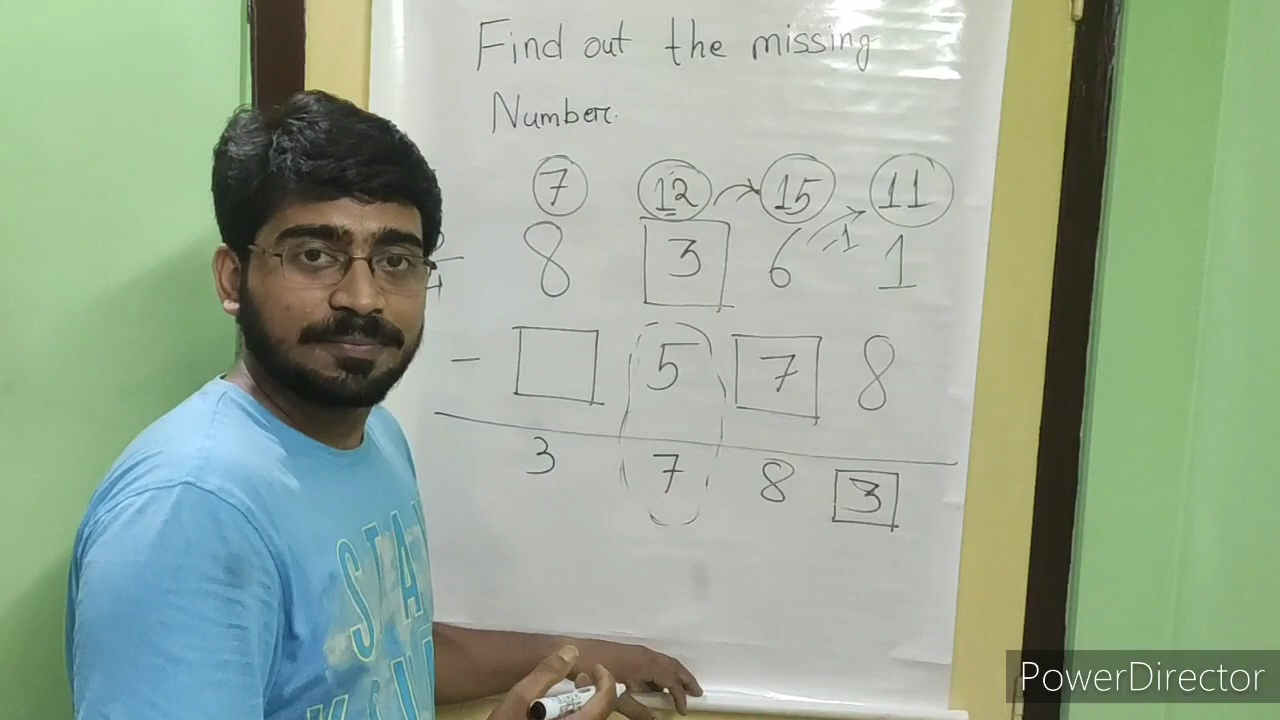 Find out the missing
Number.
7 12 15 11
8 3 6 -1 1
- 5 7 8
3 7 8 3
STA
PowerDirector